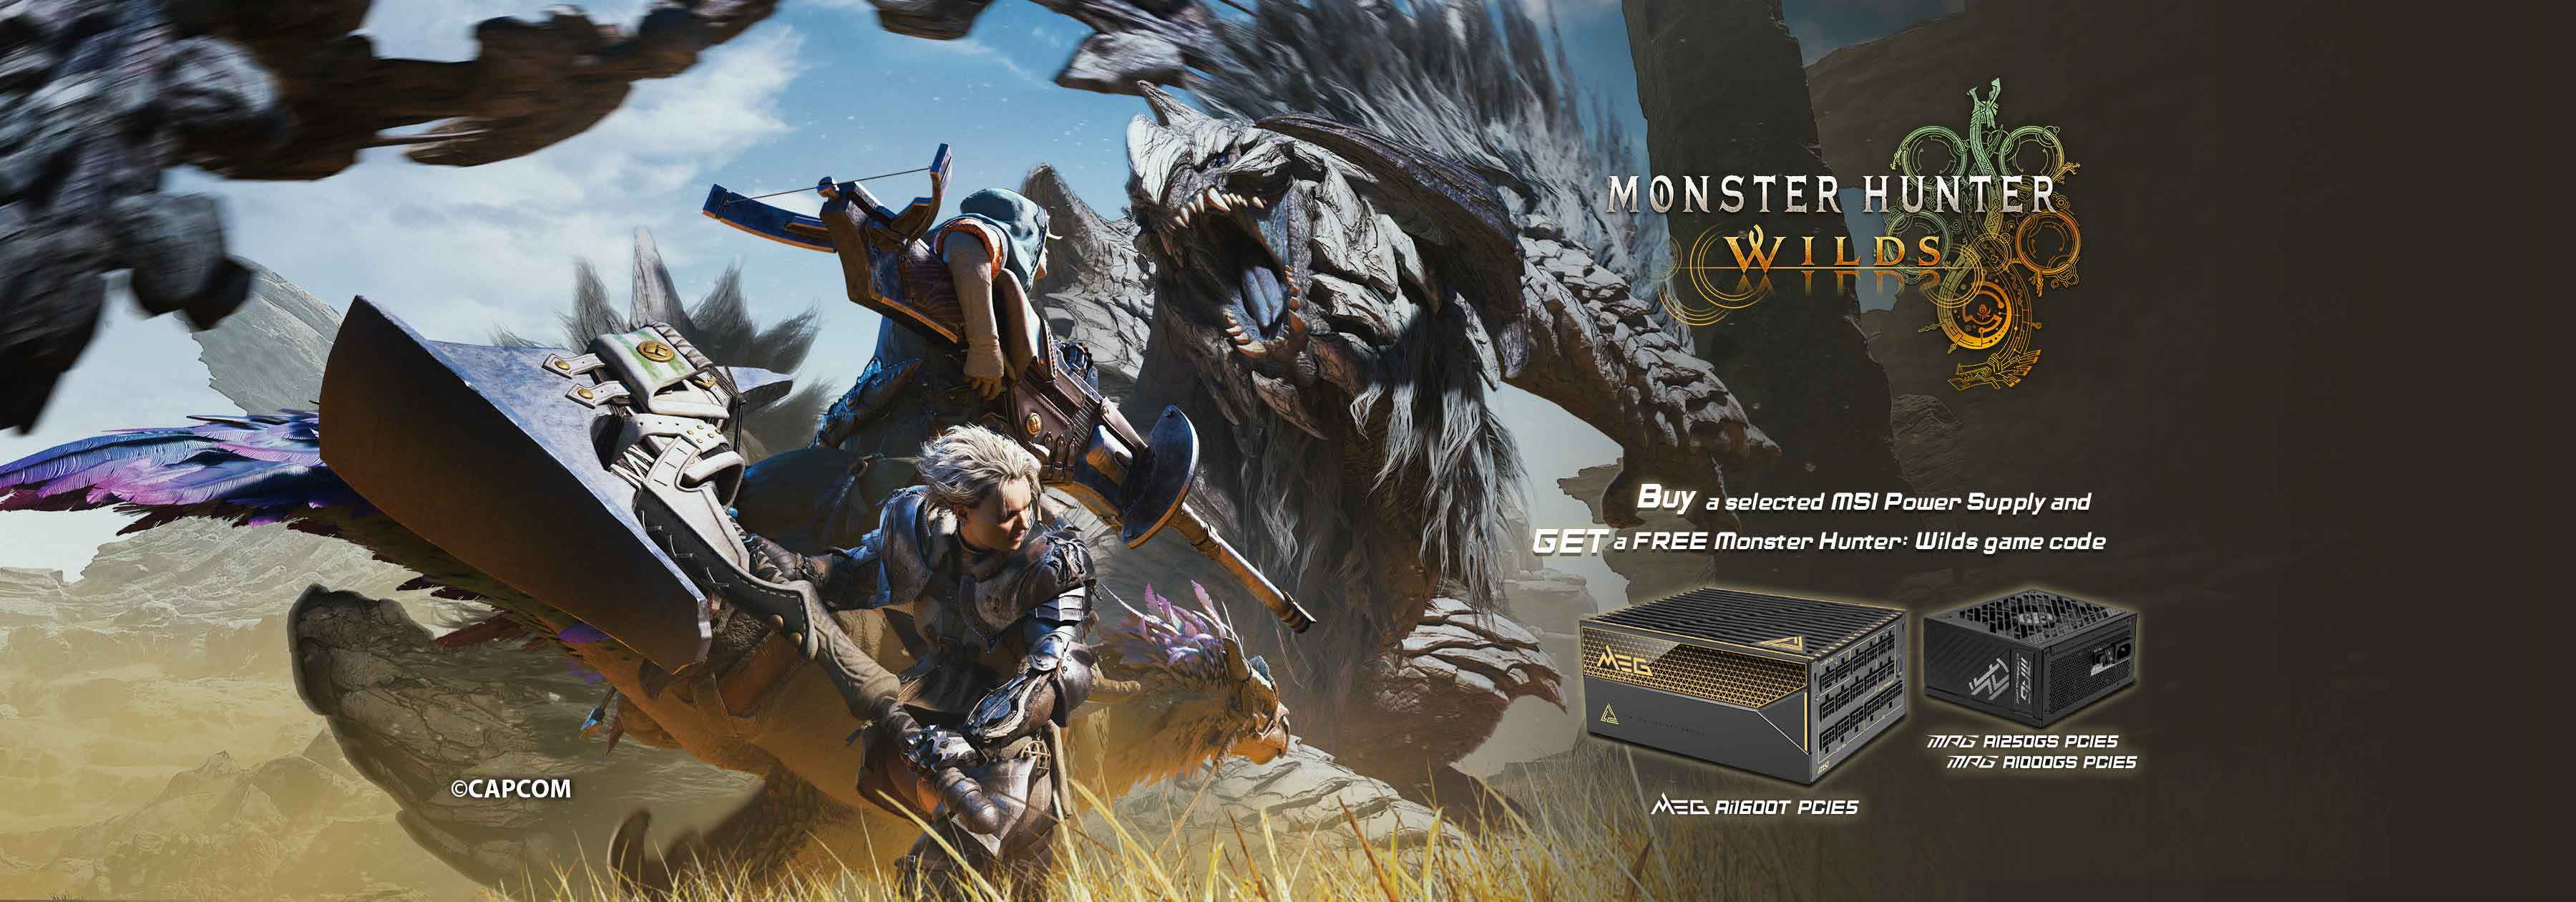 MONSTER HUNTER
WILDS
Buy a selected MSI Power Supply and
GET a FREE Monster Hunter: Wilds game code
MEG
MPG A1250GS PCIE5
MPG A1000GS PCIE5
©CAPCOM
MEG Ai1600T PCIE5